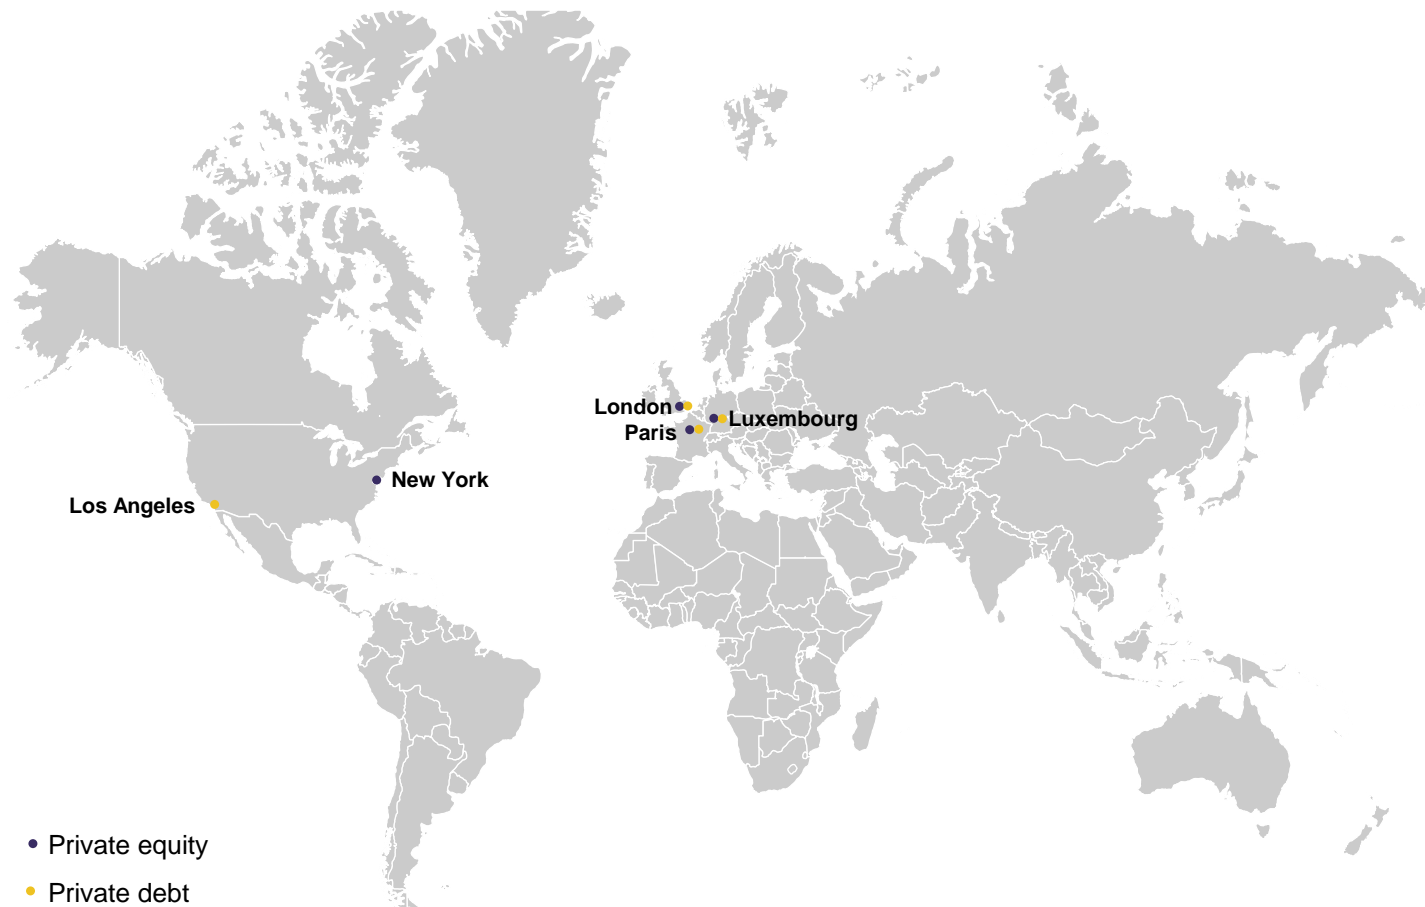 London
Luxembourg
Paris
New York
Los Angeles
Private equity
Private debt